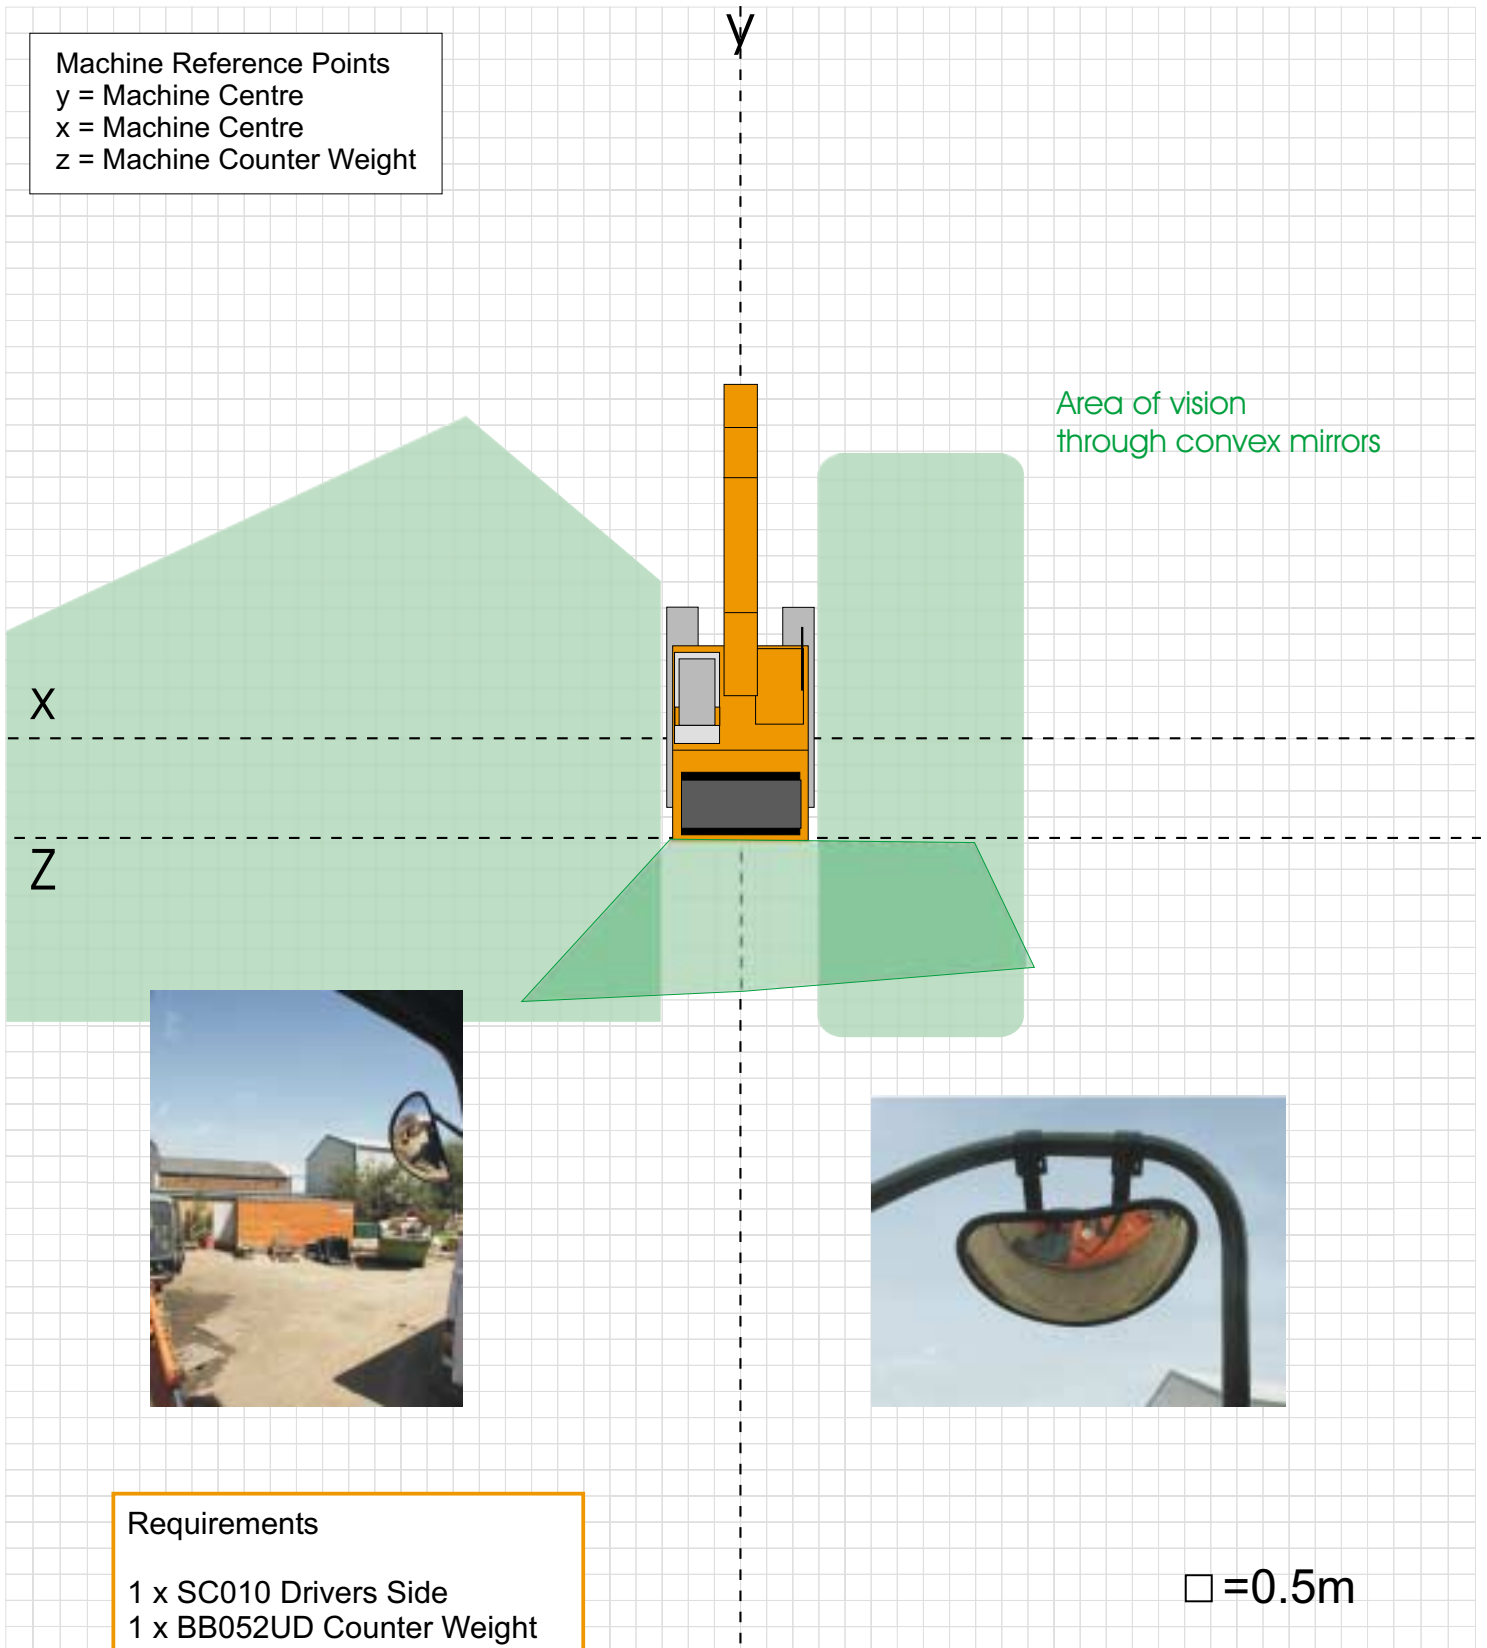 y
Machine Reference Points
y = Machine Centre
x = Machine Centre
z = Machine Counter Weight
Area of vision
through convex mirrors
X
Z
Requirements
1 x SC010 Drivers Side
1 x BB052UD Counter Weight
=0.5m